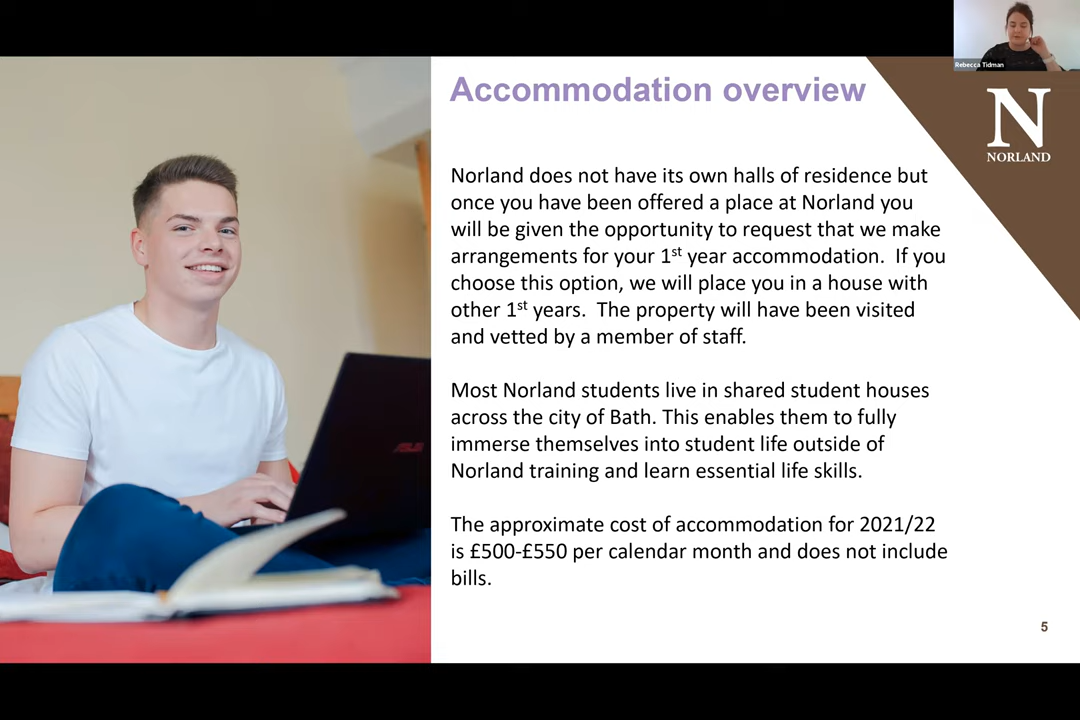 Rebecca Tidman
Accommodation overview
N
NORLAND
Norland does not have its own halls of residence but
once you have been offered a place at Norland you
will be given the opportunity to request that we make
arrangements for your 1st year accommodation.  If you
choose this option, we will place you in a house with
other 1st years.  The property will have been visited
and vetted by a member of staff.
Most Norland students live in shared student houses
across the city of Bath. This enables them to fully
immerse themselves into student life outside of
Norland training and learn essential life skills.
The approximate cost of accommodation for 2021/22
is £500-£550 per calendar month and does not include
bills.
ASUS
5